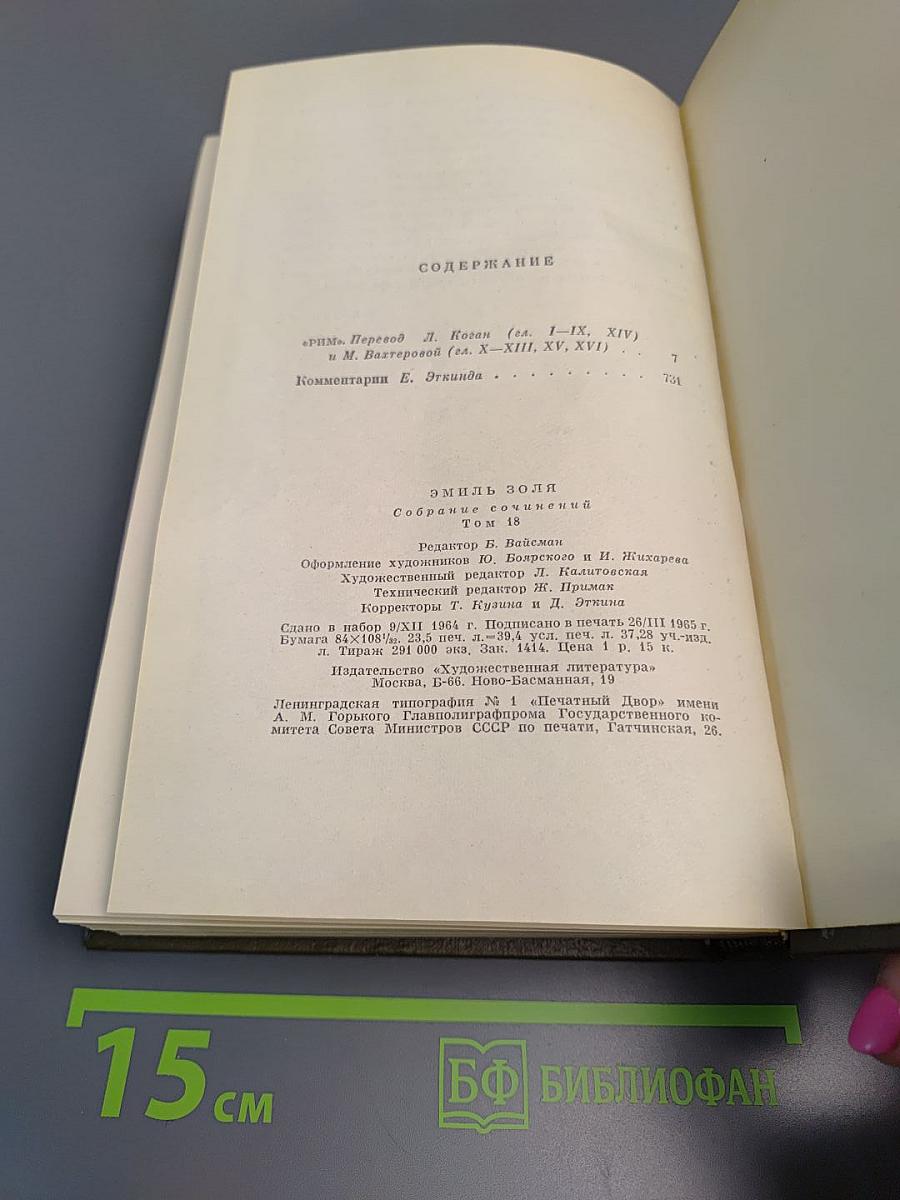 СОДЕРЖАНИЕ
«РИМ». Перевод Л. Коган (гл. I—IX, XIV)
и М. Вахтеровой (гл. X—XIII, XV, XVI) . . 7
Комментарии Е. Эткинда . . . . . . . . . 731
ЭМИЛЬ ЗОЛЯ
Собрание сочинений
Том 18
Редактор Б. Вайсман
Оформление художников Ю. Боярского и И. Жихарева
Художественный редактор Л. Калитовская
Технический редактор Ж. Примак
Корректоры Т. Кузина и Д. Эткина
Сдано в набор 9/XII 1964 г. Подписано в печать 26/III 1965 г.
Бумага 84×108¹/₃₂. 23,5 печ. л.=39,4 усл. печ. л. 37,28 уч.-изд.
л. Тираж 291 000 экз. Зак. 1414. Цена 1 р. 15 к.
Издательство «Художественная литература»
Москва, Б-66. Ново-Басманная, 19
Ленинградская типография № 1 «Печатный Двор» имени
А. М. Горького Главполиграфпрома Государственного ко-
митета Совета Министров СССР по печати, Гатчинская, 26.
15 см
БФ БИБЛИОФАН